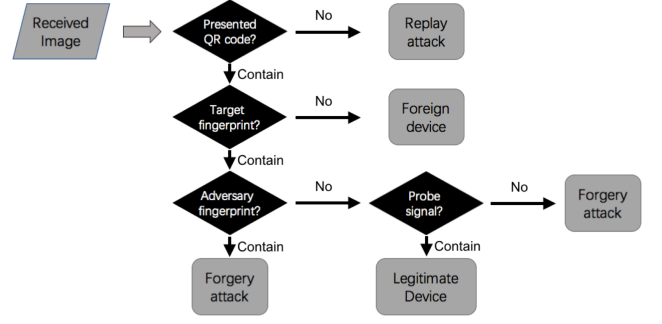 Received
Image
Presented
QR code?
No
Replay
attack
Contain
Target
fingerprint?
No
Foreign
device
Contain
Adversary
fingerprint?
No
Probe
signal?
No
Forgery
attack
Contain
Forgery
attack
Contain
Legitimate
Device